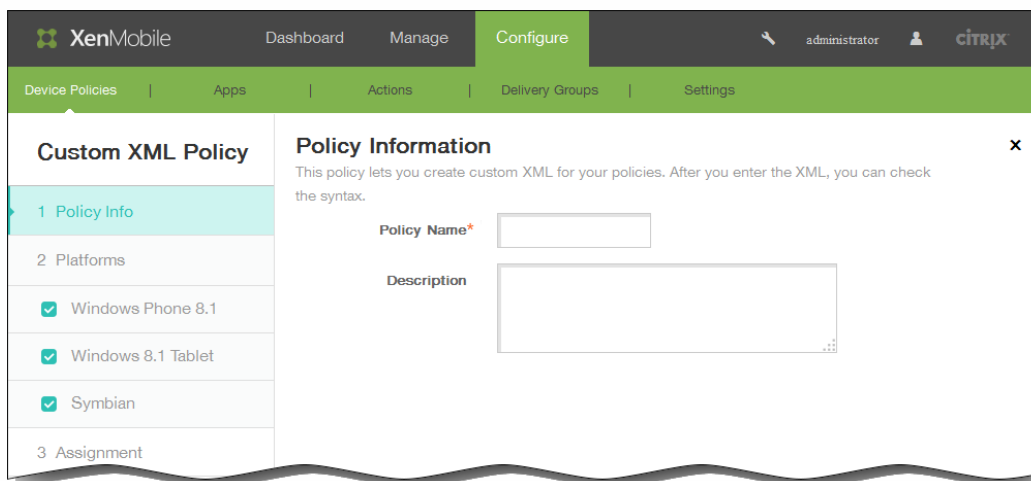 XenMobile Dashboard Manage Configure administrator CİTRIX
Device Policies | Apps | Actions | Delivery Groups | Settings
Custom XML Policy
1 Policy Info
2 Platforms
Windows Phone 8.1
Windows 8.1 Tablet
Symbian
3 Assignment
Policy Information
This policy lets you create custom XML for your policies. After you enter the XML, you can check
the syntax.
Policy Name*
Description